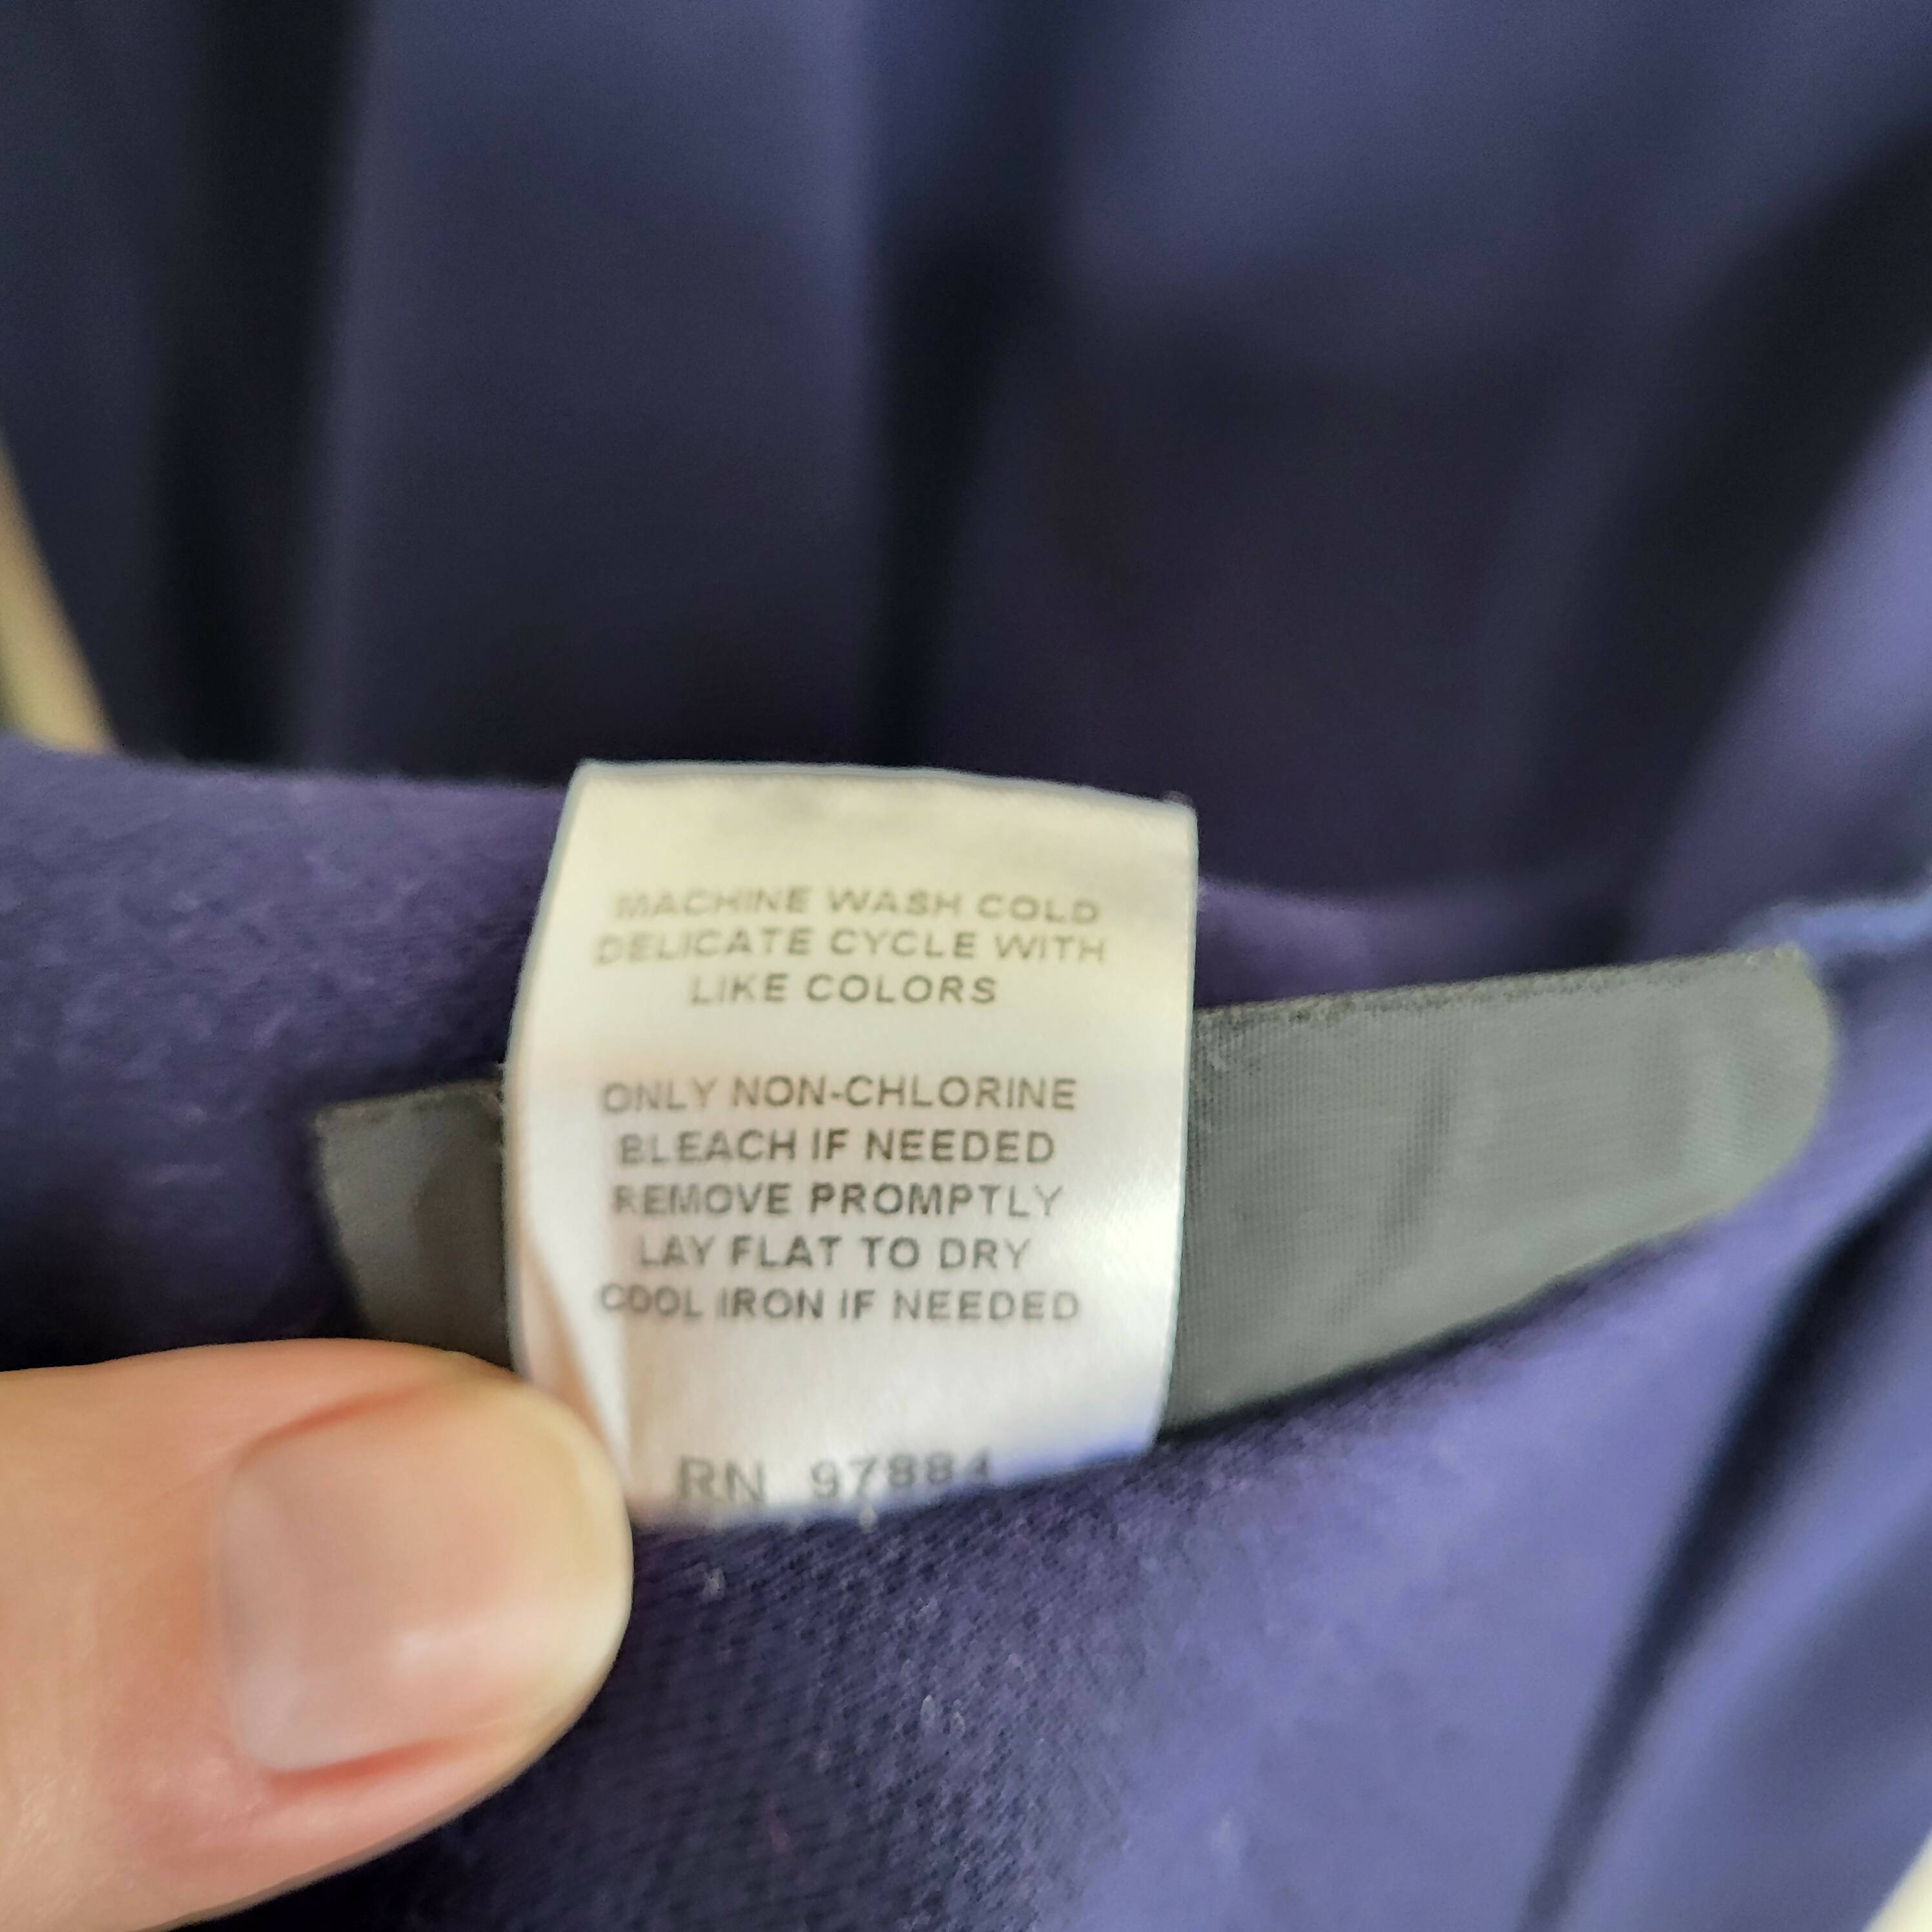 MACHINE WASH COLD
DELICATE CYCLE WITH
LIKE COLORS
ONLY NON-CHLORINE
BLEACH IF NEEDED
REMOVE PROMPTLY
LAY FLAT TO DRY
COOL IRON IF NEEDED
RN 97884